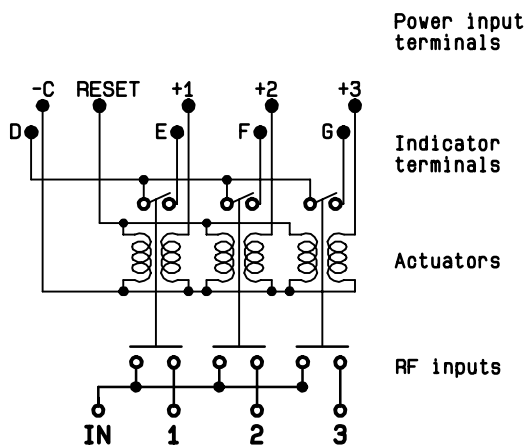 Power input
terminals
-C RESET +1 +2 +3
D E F G
Indicator
terminals
Actuators
RF inputs
IN 1 2 3